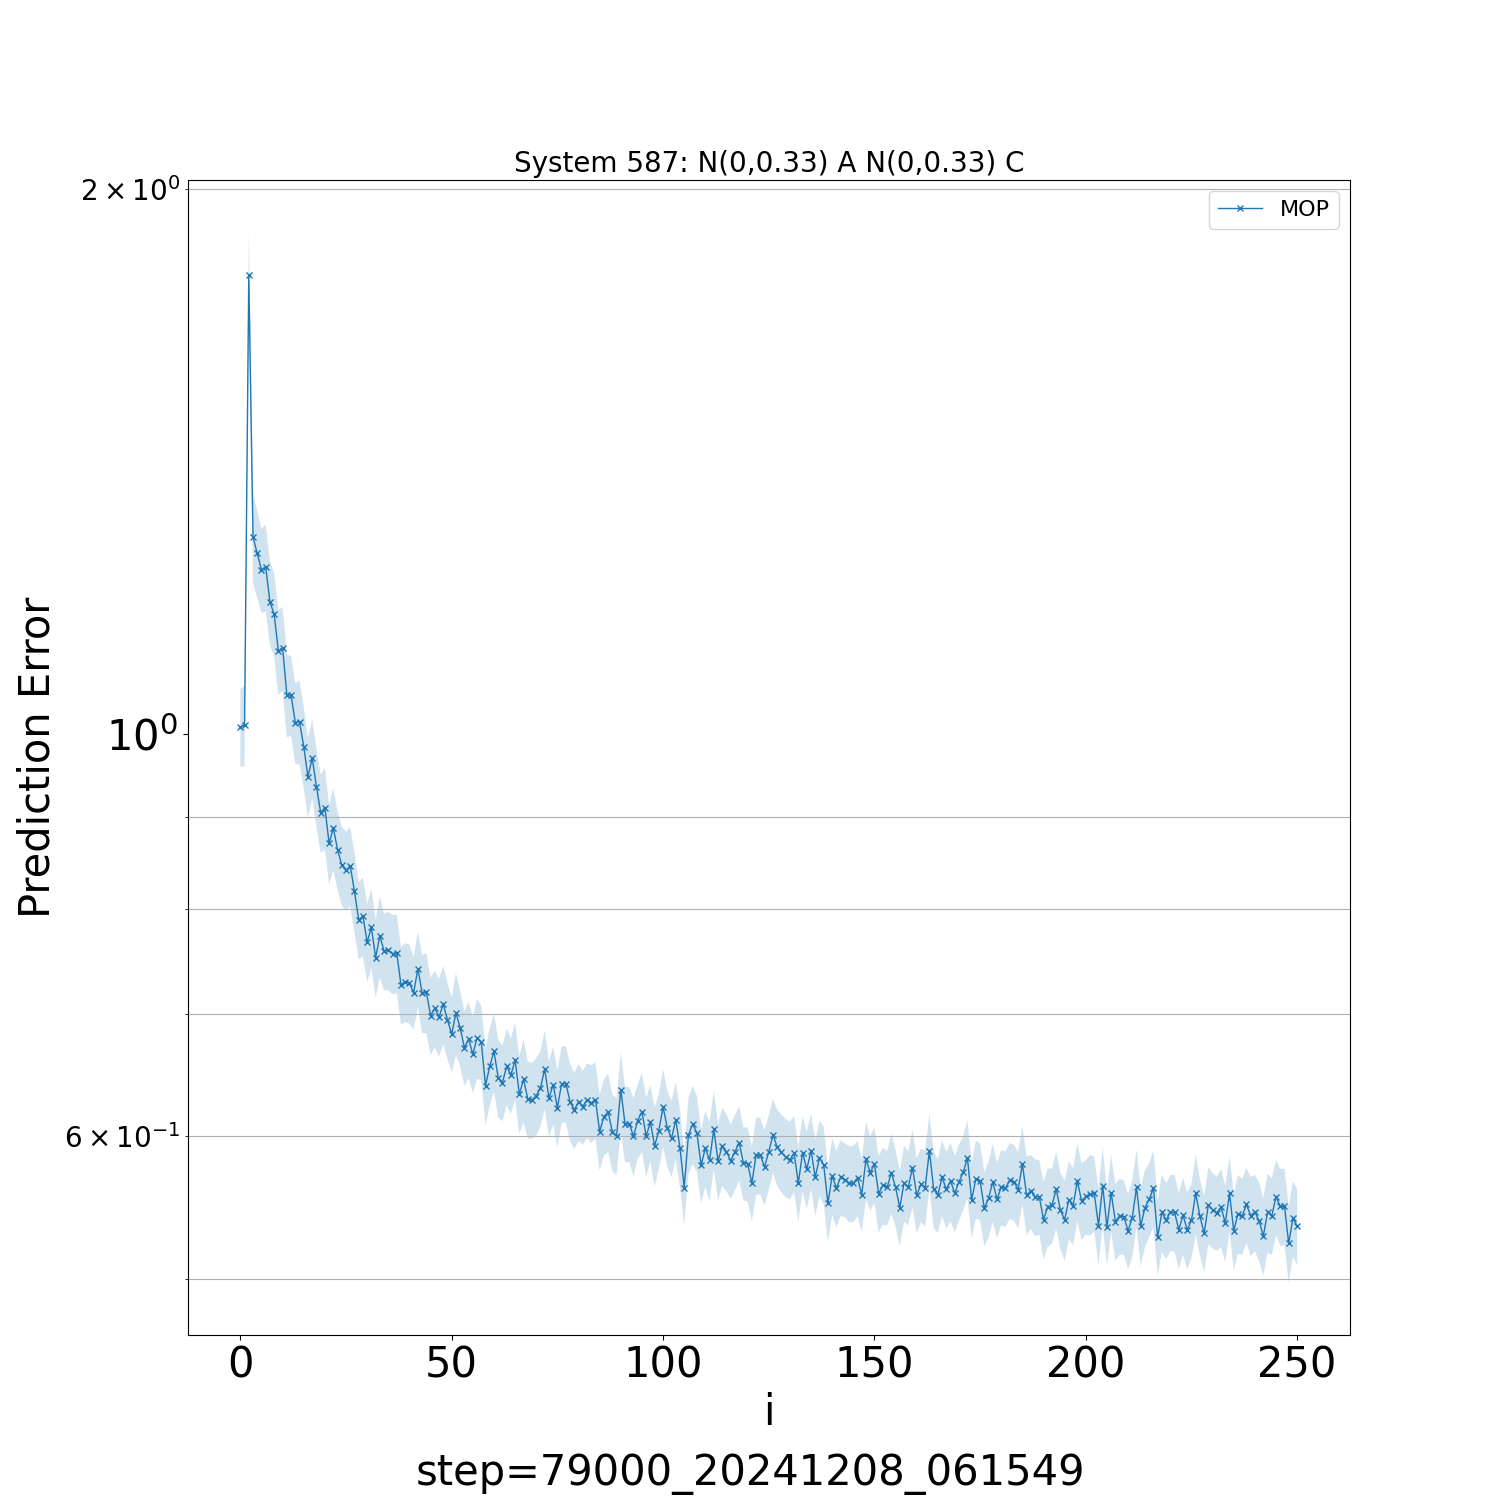 System 587: N(0,0.33) A N(0,0.33) C
2 × 10⁰
MOP
Prediction Error
10⁰
6 × 10⁻¹
0 50 100 150 200 250
i
step=79000_20241208_061549